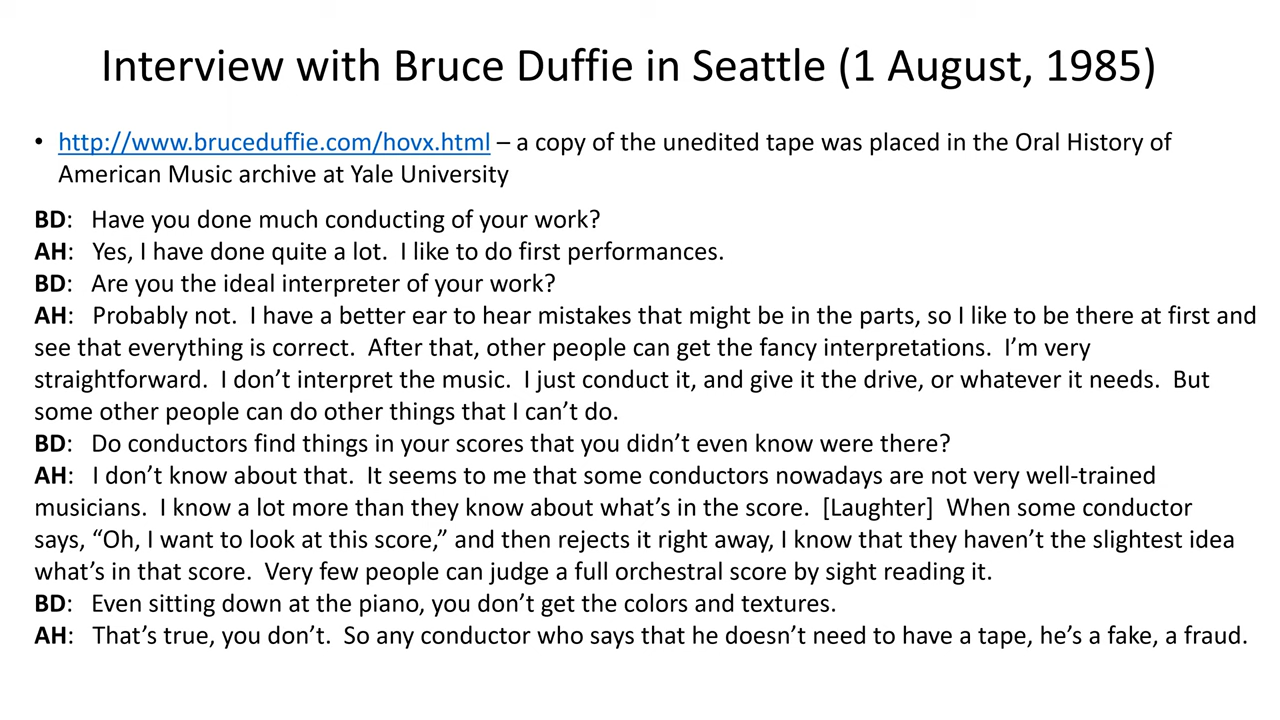 Interview with Bruce Duffie in Seattle (1 August, 1985)
• http://www.bruceduffie.com/hovx.html – a copy of the unedited tape was placed in the Oral History of
American Music archive at Yale University
BD:   Have you done much conducting of your work?
AH:   Yes, I have done quite a lot.  I like to do first performances.
BD:   Are you the ideal interpreter of your work?
AH:   Probably not.  I have a better ear to hear mistakes that might be in the parts, so I like to be there at first and
see that everything is correct.  After that, other people can get the fancy interpretations.  I’m very
straightforward.  I don’t interpret the music.  I just conduct it, and give it the drive, or whatever it needs.  But
some other people can do other things that I can’t do.
BD:   Do conductors find things in your scores that you didn’t even know were there?
AH:   I don’t know about that.  It seems to me that some conductors nowadays are not very well-trained
musicians.  I know a lot more than they know about what’s in the score.  [Laughter]  When some conductor
says, “Oh, I want to look at this score,” and then rejects it right away, I know that they haven’t the slightest idea
what’s in that score.  Very few people can judge a full orchestral score by sight reading it.
BD:   Even sitting down at the piano, you don’t get the colors and textures.
AH:   That’s true, you don’t.  So any conductor who says that he doesn’t need to have a tape, he’s a fake, a fraud.